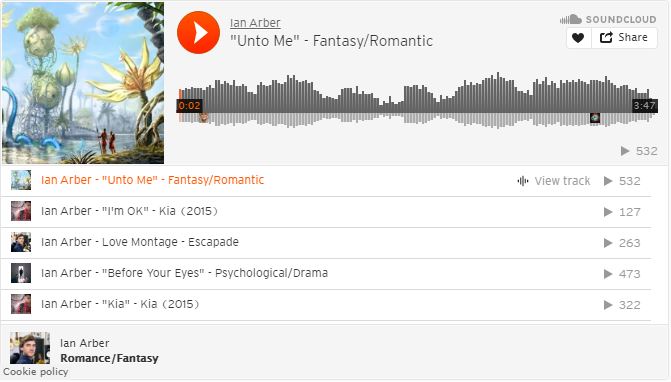 Ian Arber
"Unto Me" - Fantasy/Romantic
SOUNDCLOUD
Share
0:02
3:47
532
Ian Arber - "Unto Me" - Fantasy/Romantic View track 532
Ian Arber - "I'm OK" - Kia (2015) 127
Ian Arber - Love Montage - Escapade 263
Ian Arber - "Before Your Eyes" - Psychological/Drama 473
Ian Arber - "Kia" - Kia (2015) 322
Ian Arber
Romance/Fantasy
Cookie policy